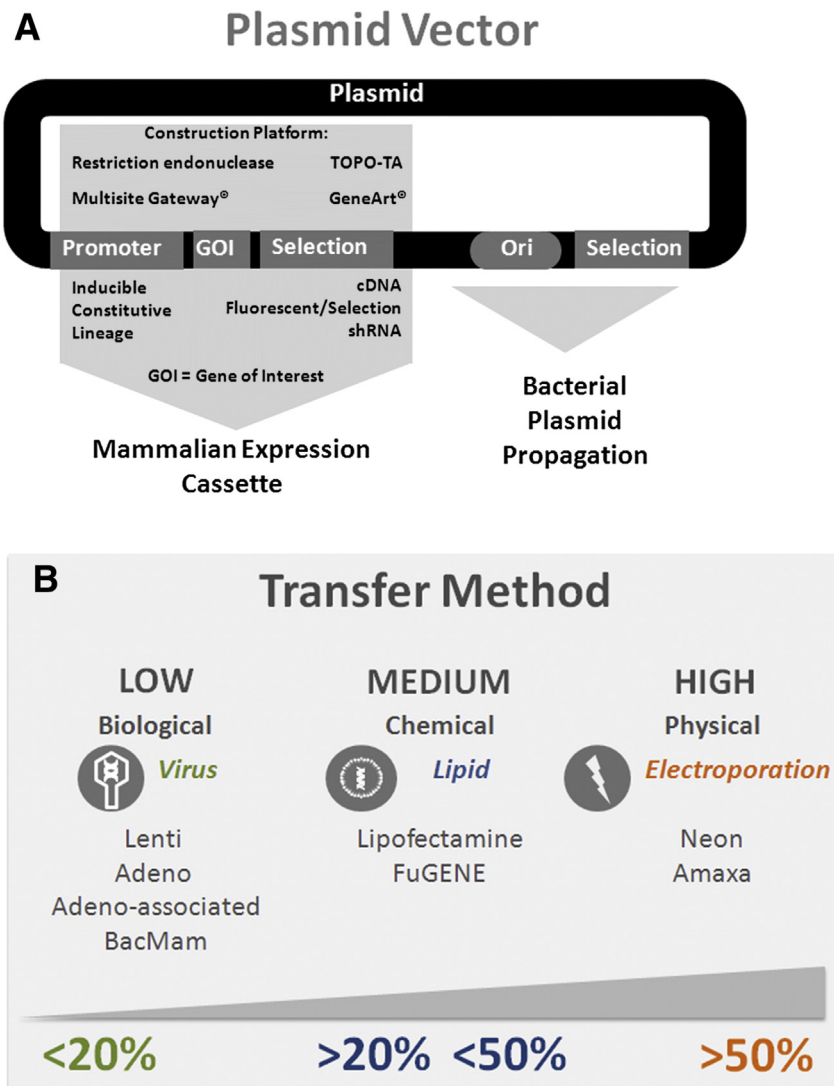 A
Plasmid Vector
Plasmid
Construction Platform:
Restriction endonuclease TOPO-TA
Multisite Gateway® GeneArt®
Promoter GOI Selection Ori Selection
Inducible cDNA
Constitutive Fluorescent/Selection
Lineage shRNA
GOI = Gene of Interest
Mammalian Expression
Cassette
Bacterial
Plasmid
Propagation
B
Transfer Method
LOW MEDIUM HIGH
Biological Chemical Physical
Virus Lipid Electroporation
Lenti Lipofectamine Neon
Adeno FuGENE Amaxa
Adeno-associated
BacMam
<20% >20% <50% >50%